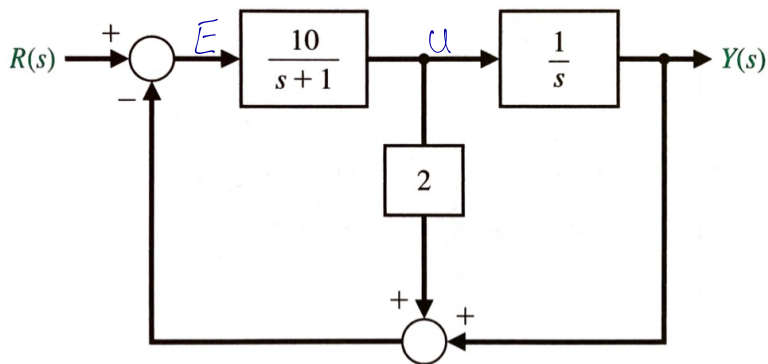 R(s) + E 10/(s + 1) U 1/s Y(s)
−
2
+ +